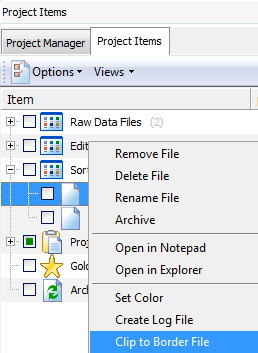 Project Items
Project Manager Project Items
Options Views
Item
Raw Data Files (2)
Edit
Sort
Proj
Gold
Arch
Remove File
Delete File
Rename File
Archive
Open in Notepad
Open in Explorer
Set Color
Create Log File
Clip to Border File